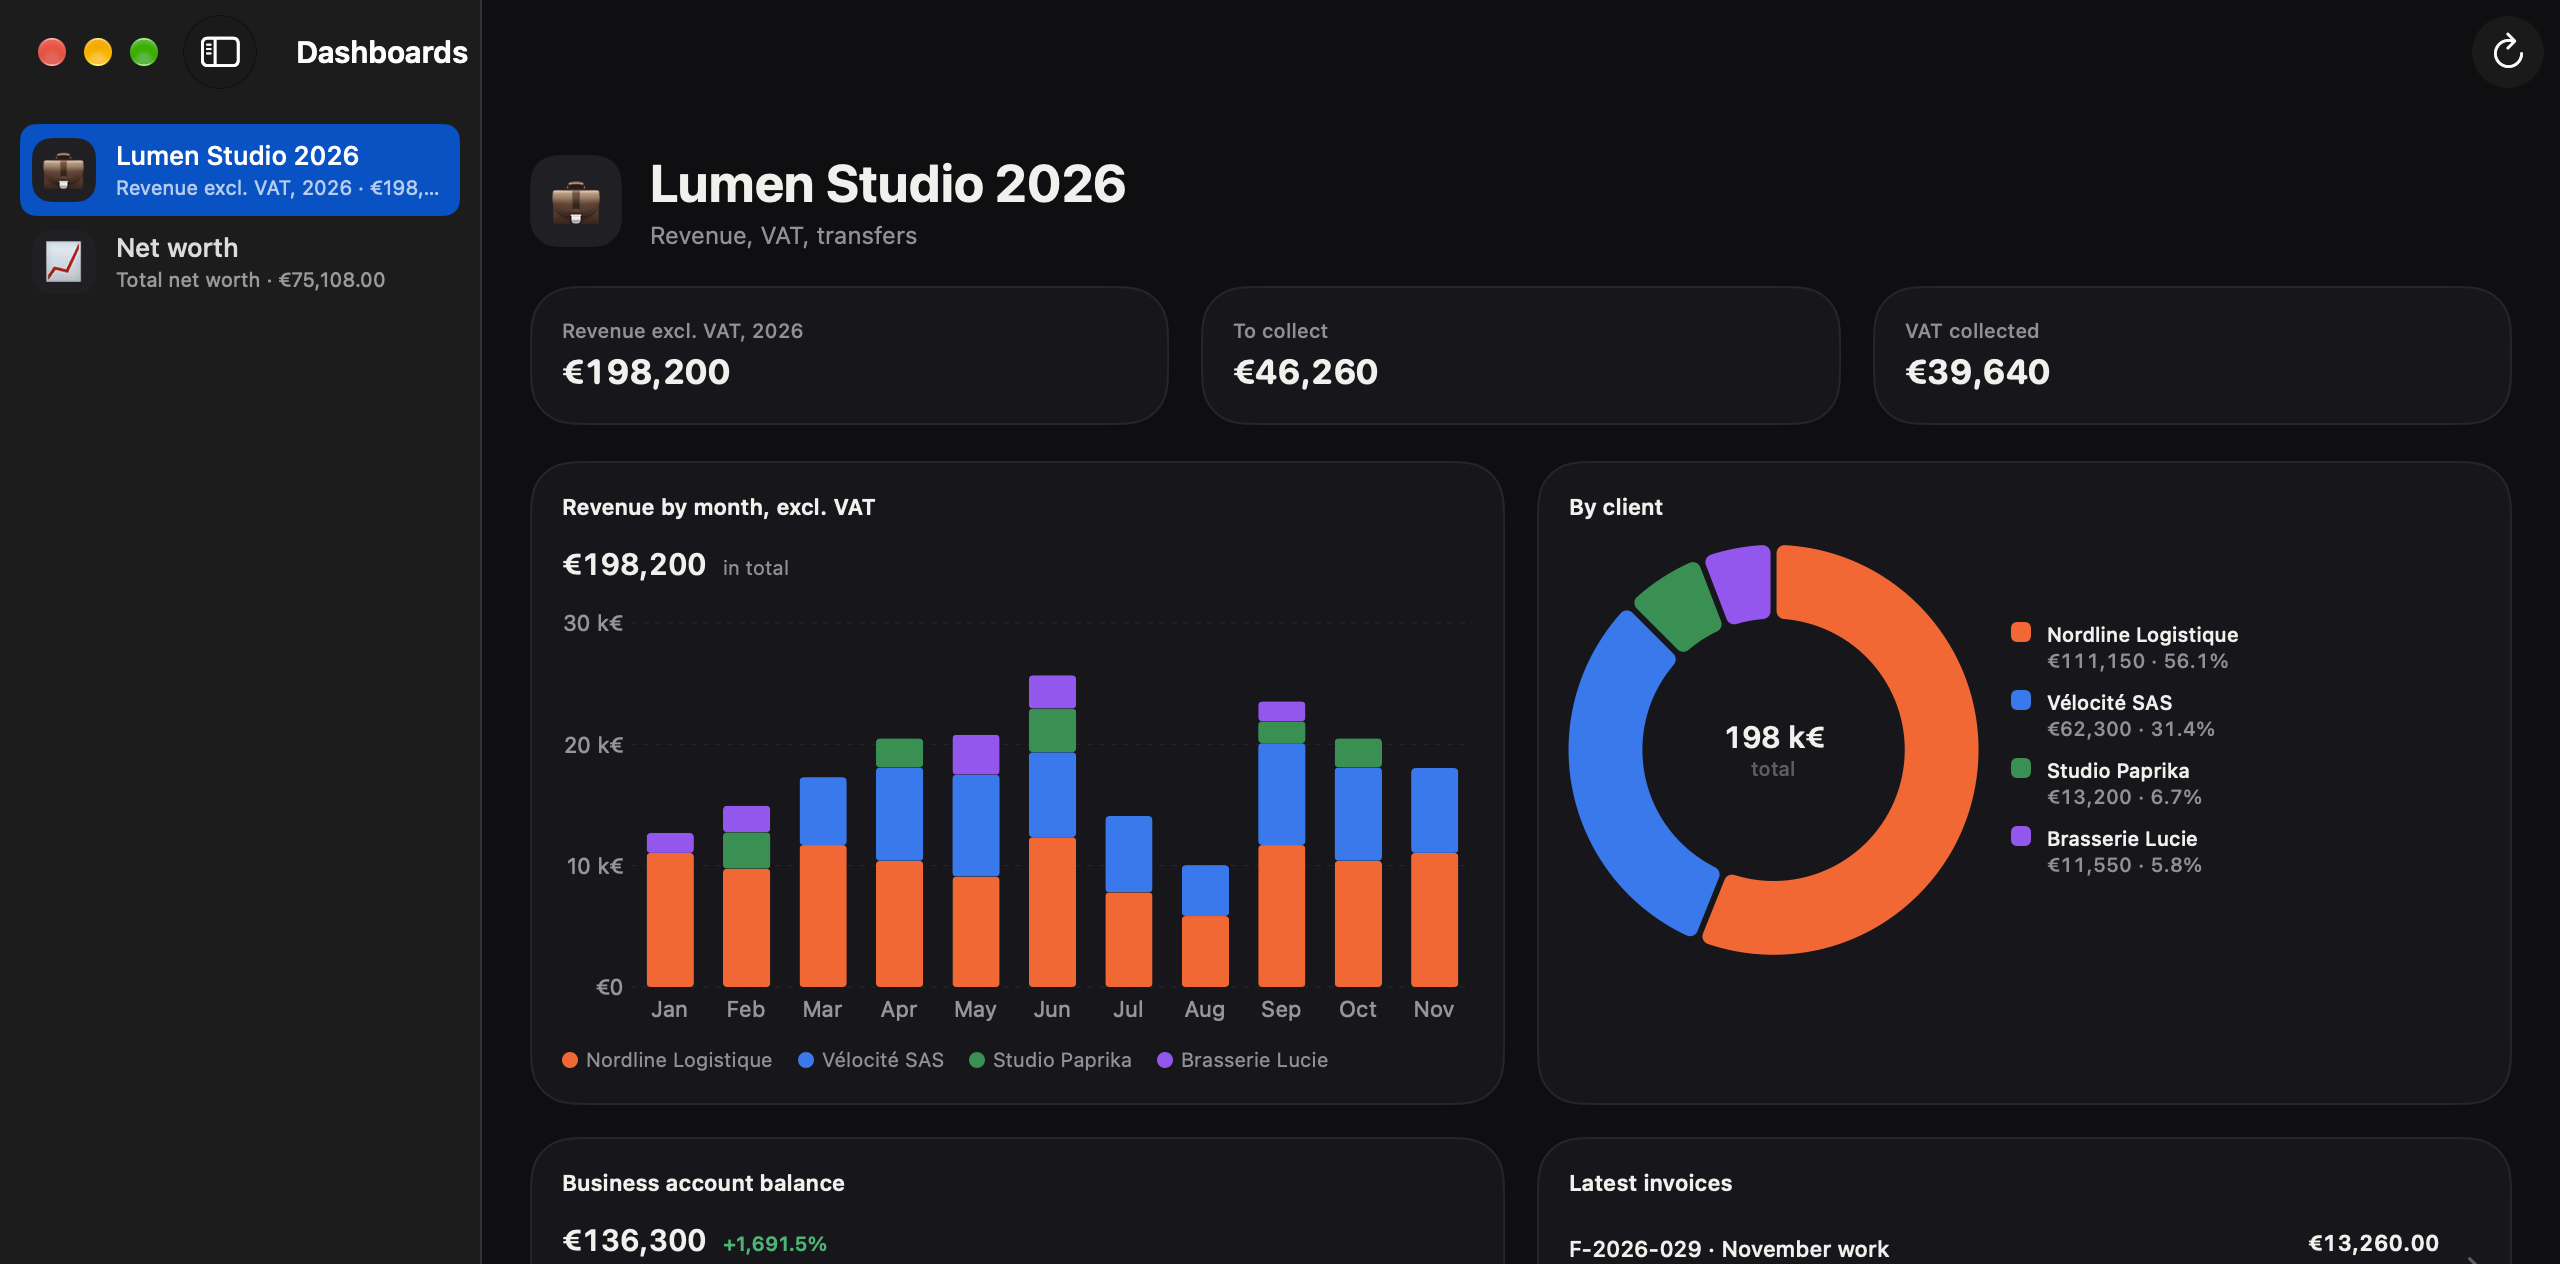 Dashboards
Lumen Studio 2026
Revenue excl. VAT, 2026 · €198,...
Net worth
Total net worth · €75,108.00
Lumen Studio 2026
Revenue, VAT, transfers
Revenue excl. VAT, 2026
€198,200
To collect
€46,260
VAT collected
€39,640
Revenue by month, excl. VAT
€198,200 in total
30 k€
20 k€
10 k€
€0
Jan Feb Mar Apr May Jun Jul Aug Sep Oct Nov
Nordline Logistique Vélocité SAS Studio Paprika Brasserie Lucie
By client
198 k€
total
Nordline Logistique
€111,150 · 56.1%
Vélocité SAS
€62,300 · 31.4%
Studio Paprika
€13,200 · 6.7%
Brasserie Lucie
€11,550 · 5.8%
Business account balance
€136,300 +1,691.5%
Latest invoices
F-2026-029 · November work €13,260.00